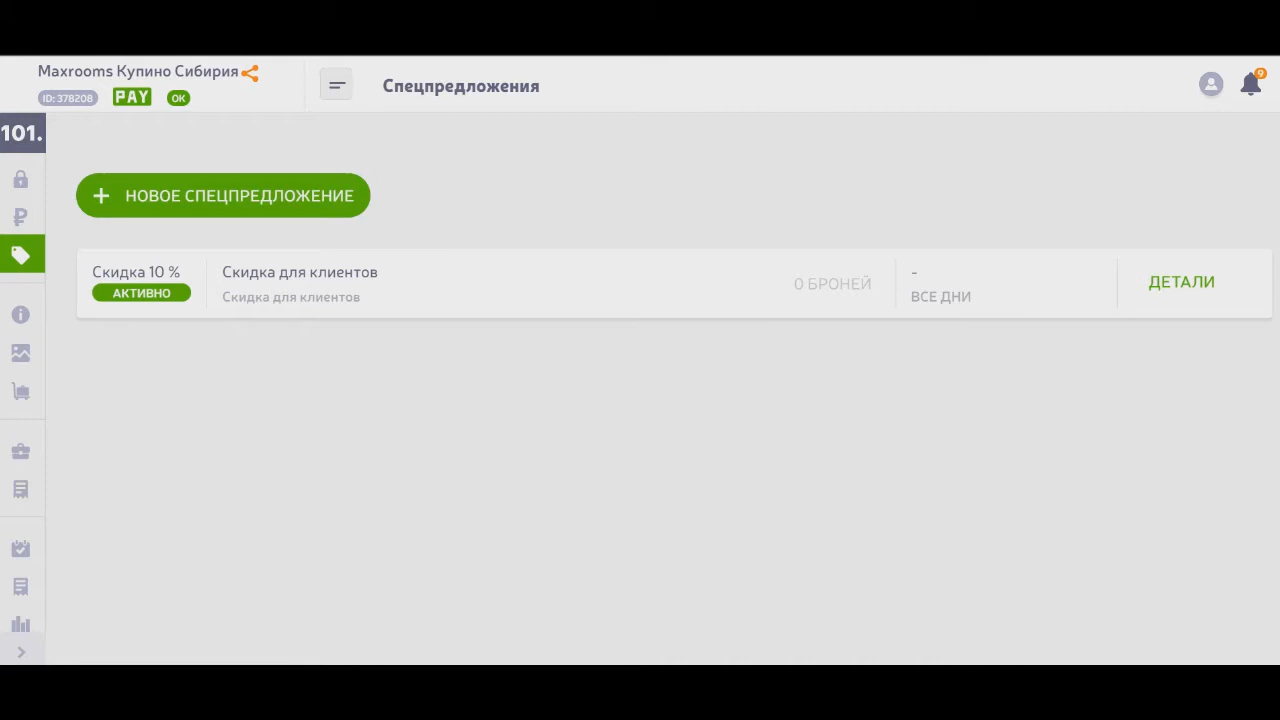 Maxrooms Купино Сибирия
ID: 378208 PAY OK
Спецпредложения
9
101.
+ НОВОЕ СПЕЦПРЕДЛОЖЕНИЕ
Скидка 10 %
АКТИВНО
Скидка для клиентов
Скидка для клиентов
0 БРОНЕЙ
-
ВСЕ ДНИ
ДЕТАЛИ